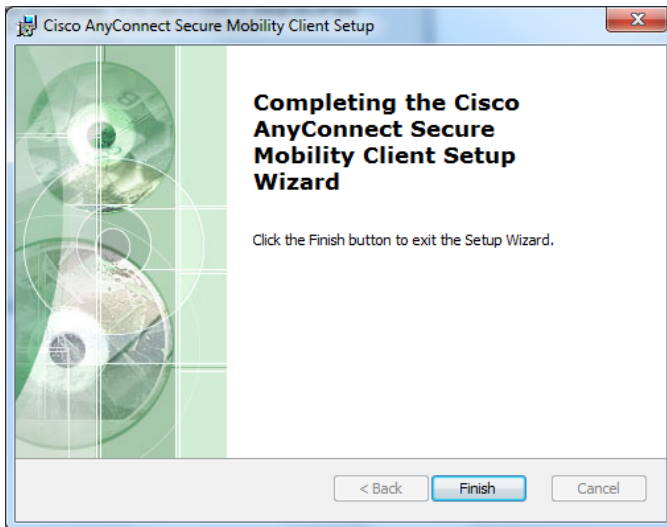 Cisco AnyConnect Secure Mobility Client Setup
Completing the Cisco
AnyConnect Secure
Mobility Client Setup
Wizard
Click the Finish button to exit the Setup Wizard.
< Back
Finish
Cancel